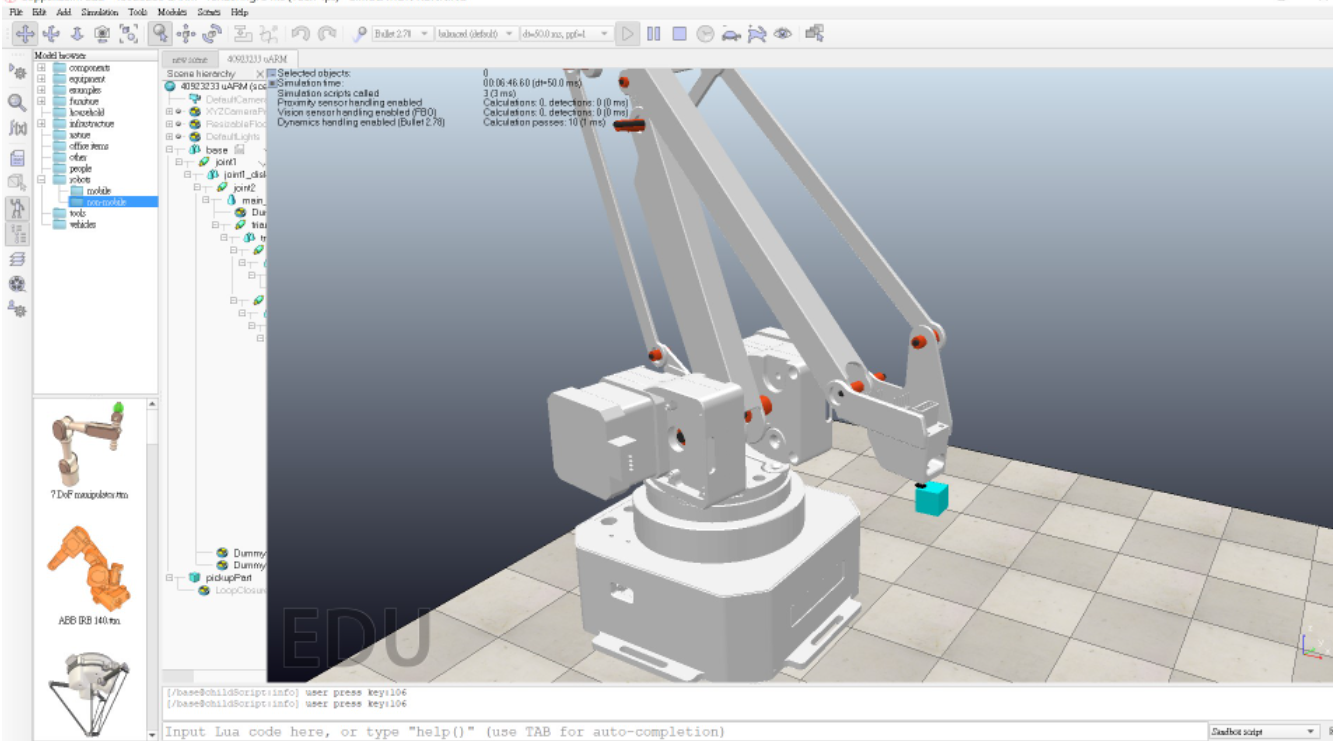 File Edit Add Simulation Tools Modules Scenes Help
Bullet 2.78 balanced (default) dt=50.0 ms, ppf=1
Model browser
components
equipment
examples
furniture
household
infrastructure
nature
office items
other
people
robots
mobile
non-mobile
tools
vehicles
7 DoF manipulator.ttm
ABB IRB 140.ttm
new scene 40923233 uARM
Scene hierarchy
40923233 uARM (sce
DefaultCamer
XYZCameraP
ResizableFloo
DefaultLights
base
joint1
joint1_disk
joint2
main_
Du
tria
tr
Dummy
Dummy
pickupPart
LoopClosur
Selected objects: 0
Simulation time: 00:06:46.60 (dt=50.0 ms)
Simulation scripts called 3 (3 ms)
Proximity sensor handling enabled Calculations: 0, detections: 0 (0 ms)
Vision sensor handling enabled (FBO) Calculations: 0, detections: 0 (0 ms)
Dynamics handling enabled (Bullet 2.78) Calculation passes: 10 (1 ms)
EDU
[/base@childScript:info] user press key:106
[/base@childScript:info] user press key:106
Input Lua code here, or type "help()" (use TAB for auto-completion)
Sandbox script